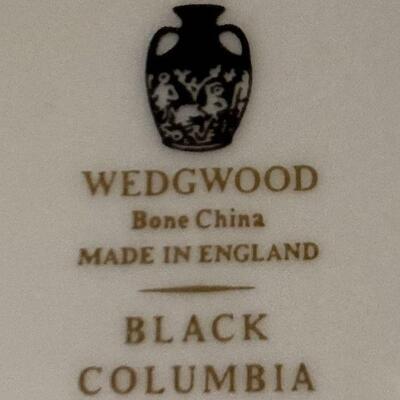 WEDGWOOD
Bone China
MADE IN ENGLAND
BLACK
COLUMBIA